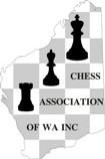 CHESS
ASSOCIATION
OF WA INC